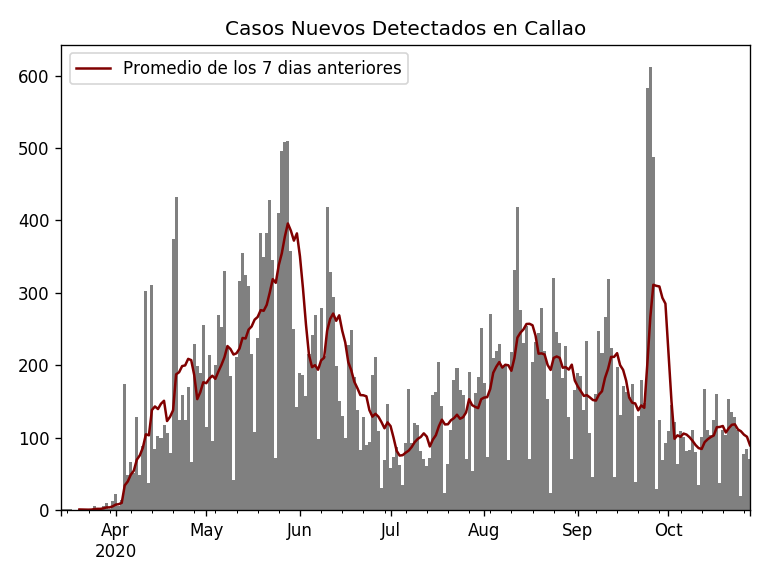 Casos Nuevos Detectados en Callao
Promedio de los 7 dias anteriores
600
500
400
300
200
100
0
Apr May Jun Jul Aug Sep Oct
2020